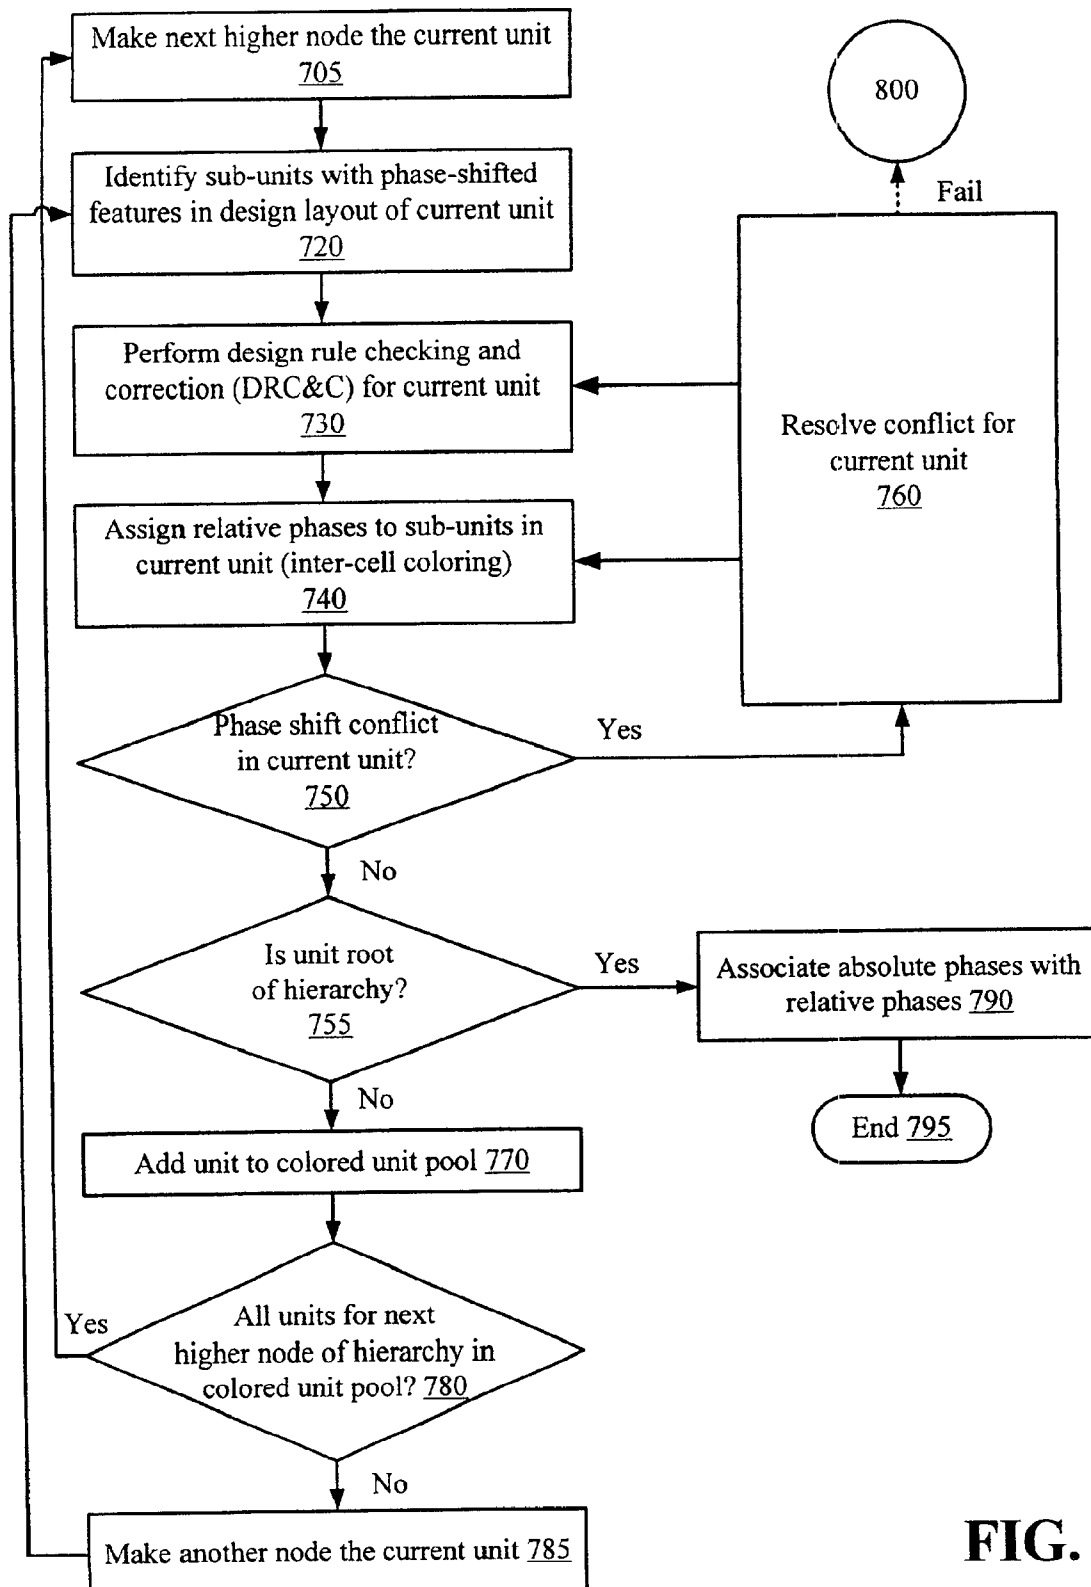 Make next higher node the current unit
705
800
Identify sub-units with phase-shifted
features in design layout of current unit
720
Fail
Perform design rule checking and
correction (DRC&C) for current unit
730
Resolve conflict for
current unit
760
Assign relative phases to sub-units in
current unit (inter-cell coloring)
740
Phase shift conflict
in current unit?
750
Yes
No
Is unit root
of hierarchy?
755
Yes
Associate absolute phases with
relative phases 790
No
End 795
Add unit to colored unit pool 770
Yes
All units for next
higher node of hierarchy in
colored unit pool? 780
No
Make another node the current unit 785
FIG.